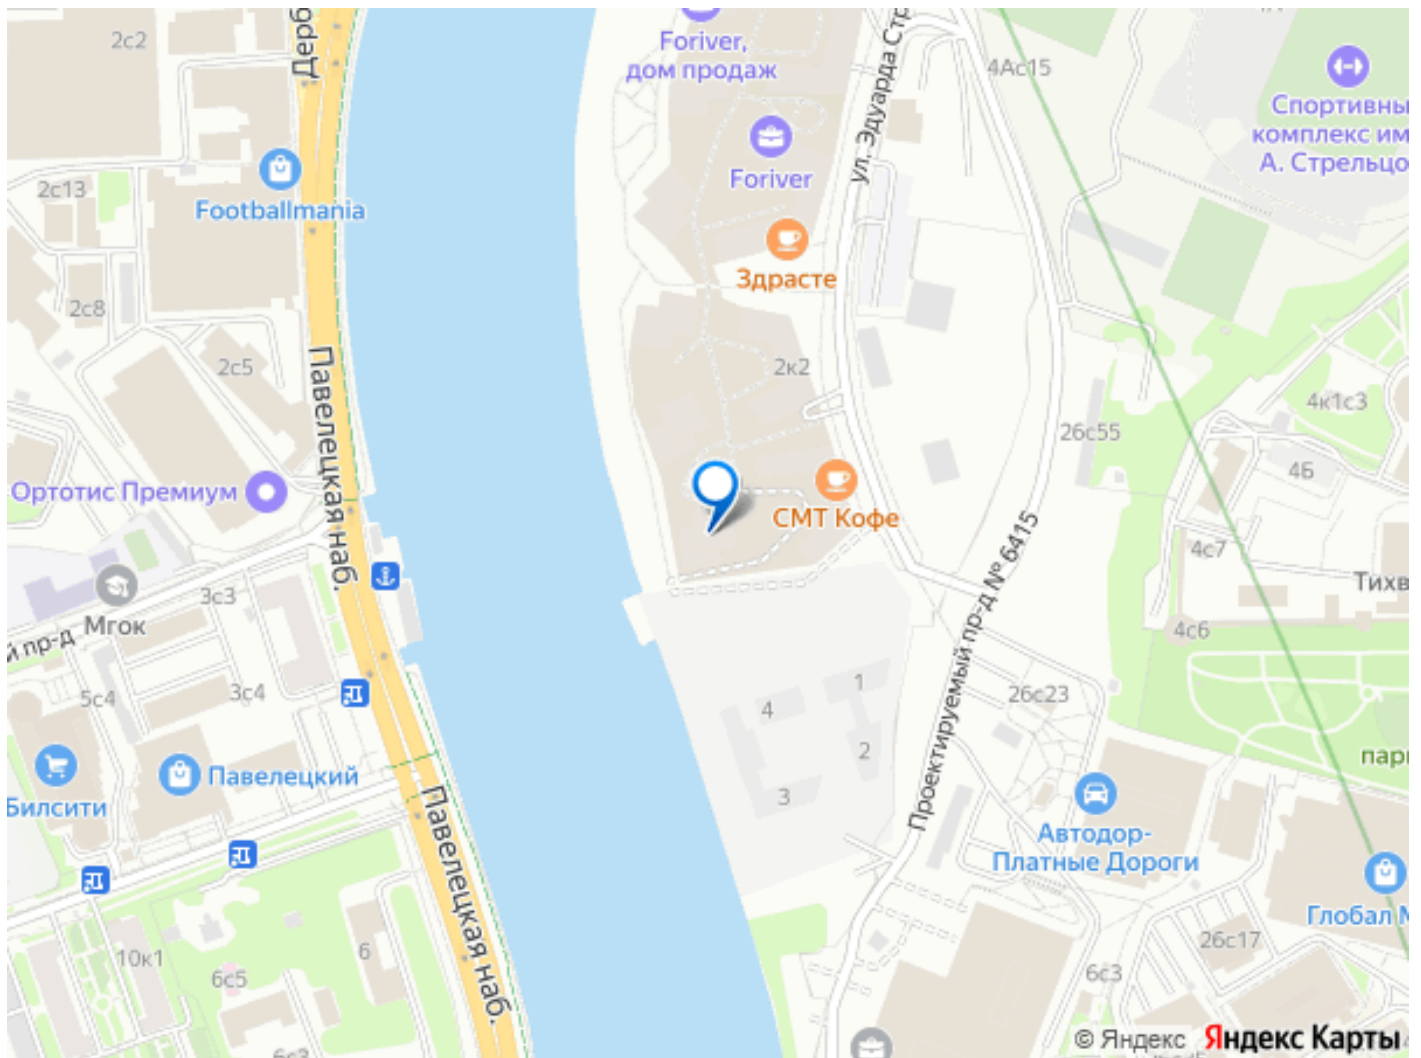 2с2
Foriver,
дом продаж
4Ас15
ул. Эдуарда Стр
Спортивны
комплекс им
А. Стрельцо
Foriver
2с13
Footballmania
Здрасте
2с8
2с5
2к2
4к1с3
26с55
Павелецкая наб.
4Б
Ортотис Премиум
СМТ Кофе
4с7
Проектируемый пр-д № 6415
Тихв
3с3
Мгок
й пр-д
4с6
5с4
3с4
26с23
1
4
2
пар
Павелецкий
3
Билсити
Павелецкая наб.
Автодор-
Платные Дороги
Глобал М
26с17
10к1
6
6с5
6с3
6с3
© Яндекс Яндекс Карты